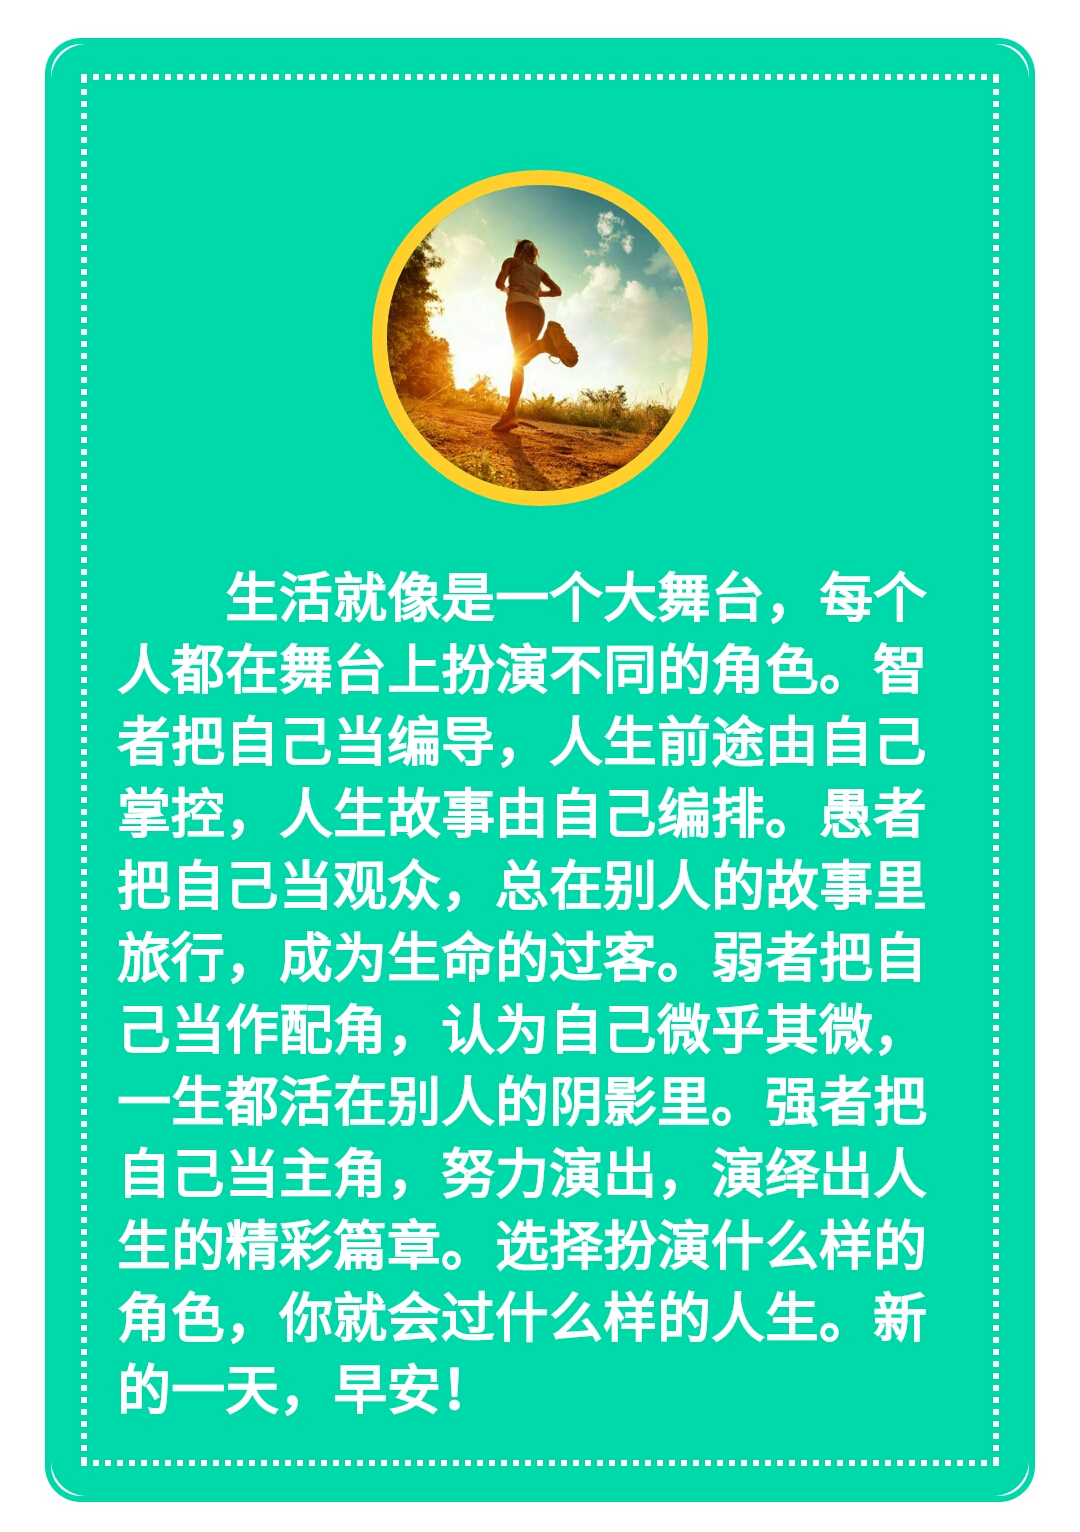 生活就像是一个大舞台，每个
人都在舞台上扮演不同的角色。智
者把自己当编导，人生前途由自己
掌控，人生故事由自己编排。愚者
把自己当观众，总在别人的故事里
旅行，成为生命的过客。弱者把自
己当作配角，认为自己微乎其微，
一生都活在别人的阴影里。强者把
自己当主角，努力演出，演绎出人
生的精彩篇章。选择扮演什么样的
角色，你就会过什么样的人生。新
的一天，早安！